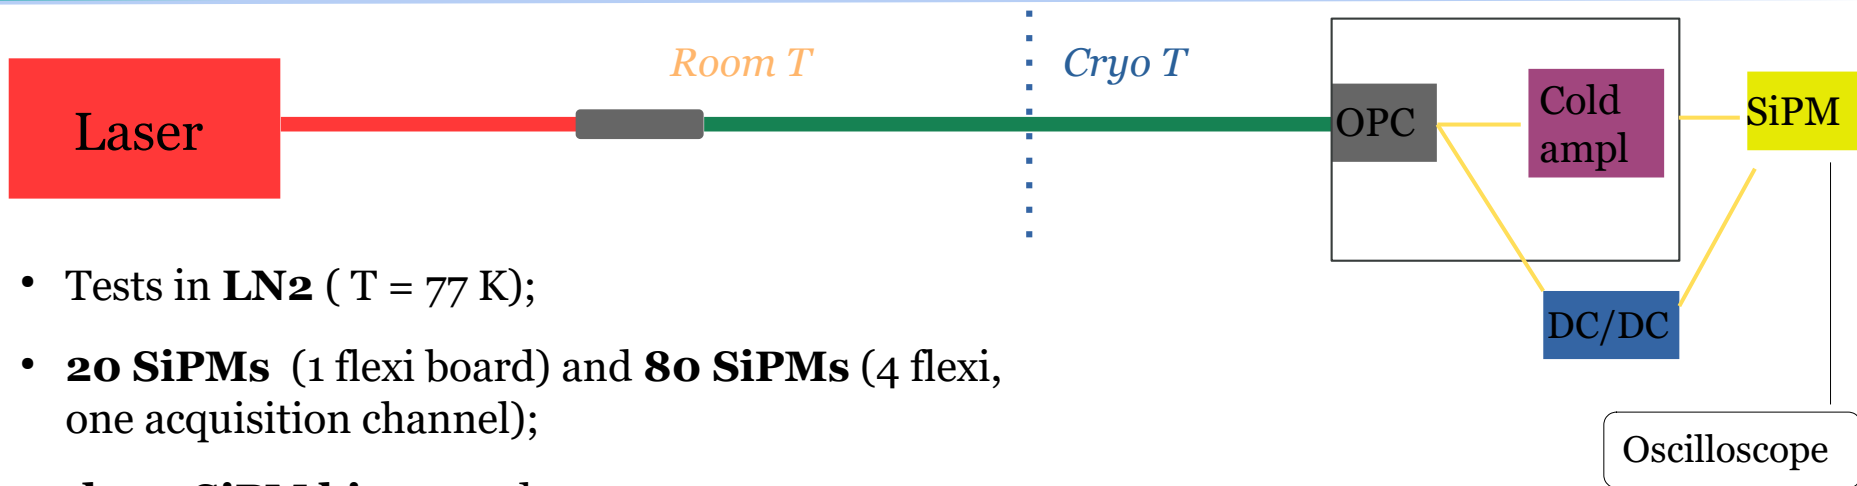 Room T
Cryo T
Laser
OPC
Cold
ampl
SiPM
DC/DC
Oscilloscope
• Tests in LN2 ( T = 77 K);
• 20 SiPMs (1 flexi board) and 80 SiPMs (4 flexi,
one acquisition channel);